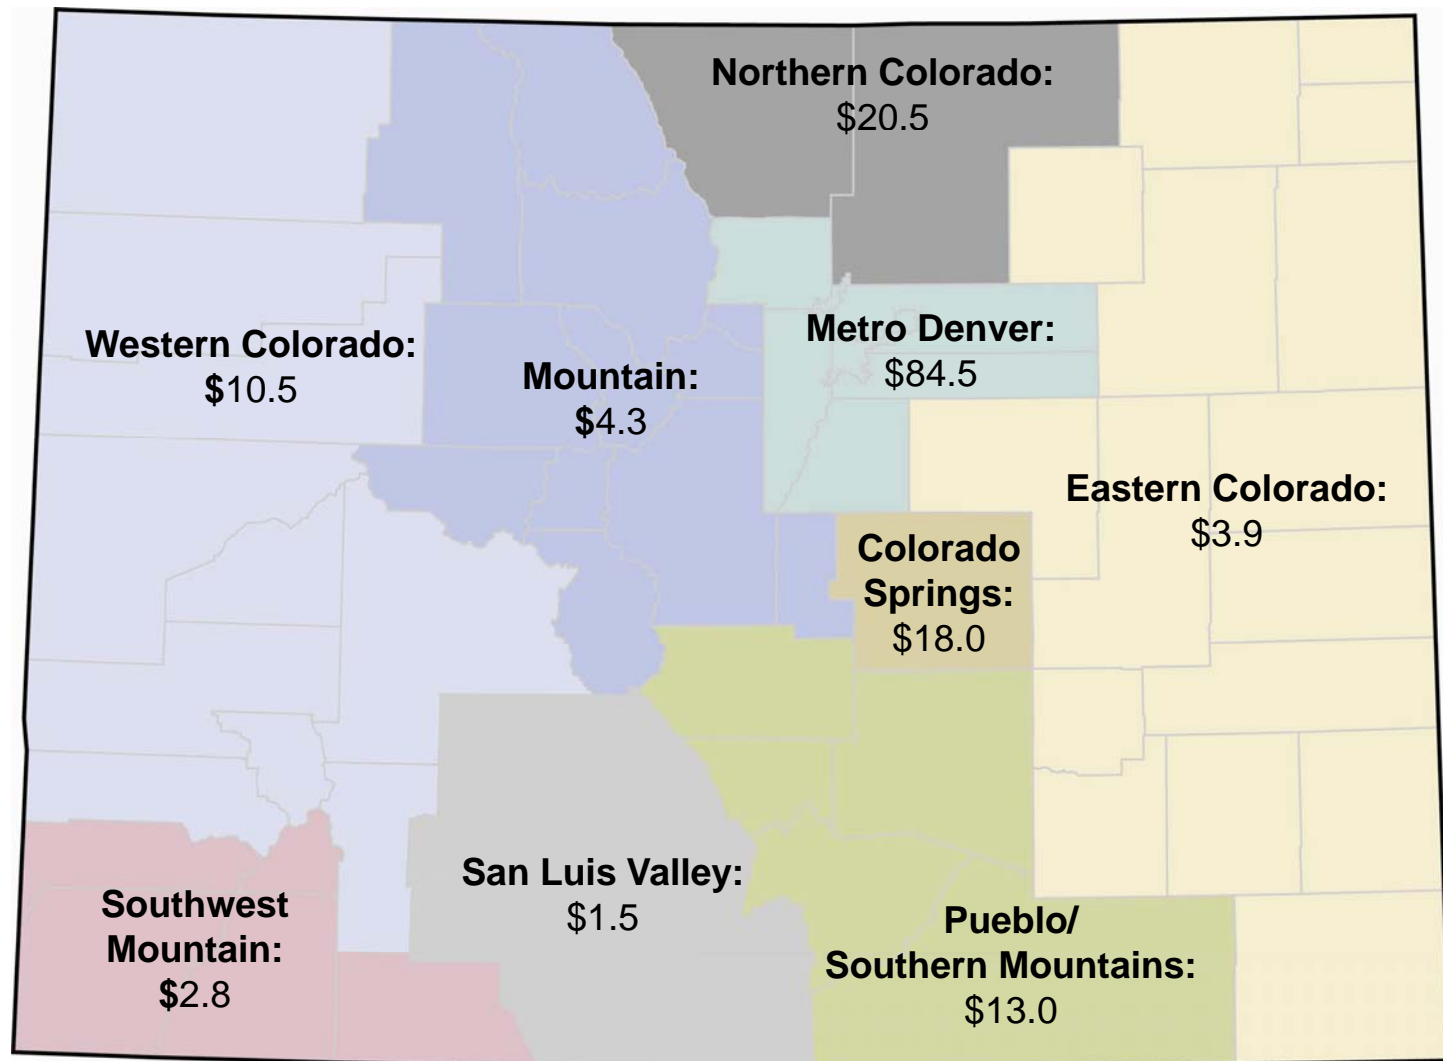 Northern Colorado:
$20.5
Metro Denver:
$84.5
Western Colorado:
$10.5
Mountain:
$4.3
Eastern Colorado:
$3.9
Colorado
Springs:
$18.0
San Luis Valley:
$1.5
Southwest
Mountain:
$2.8
Pueblo/
Southern Mountains:
$13.0